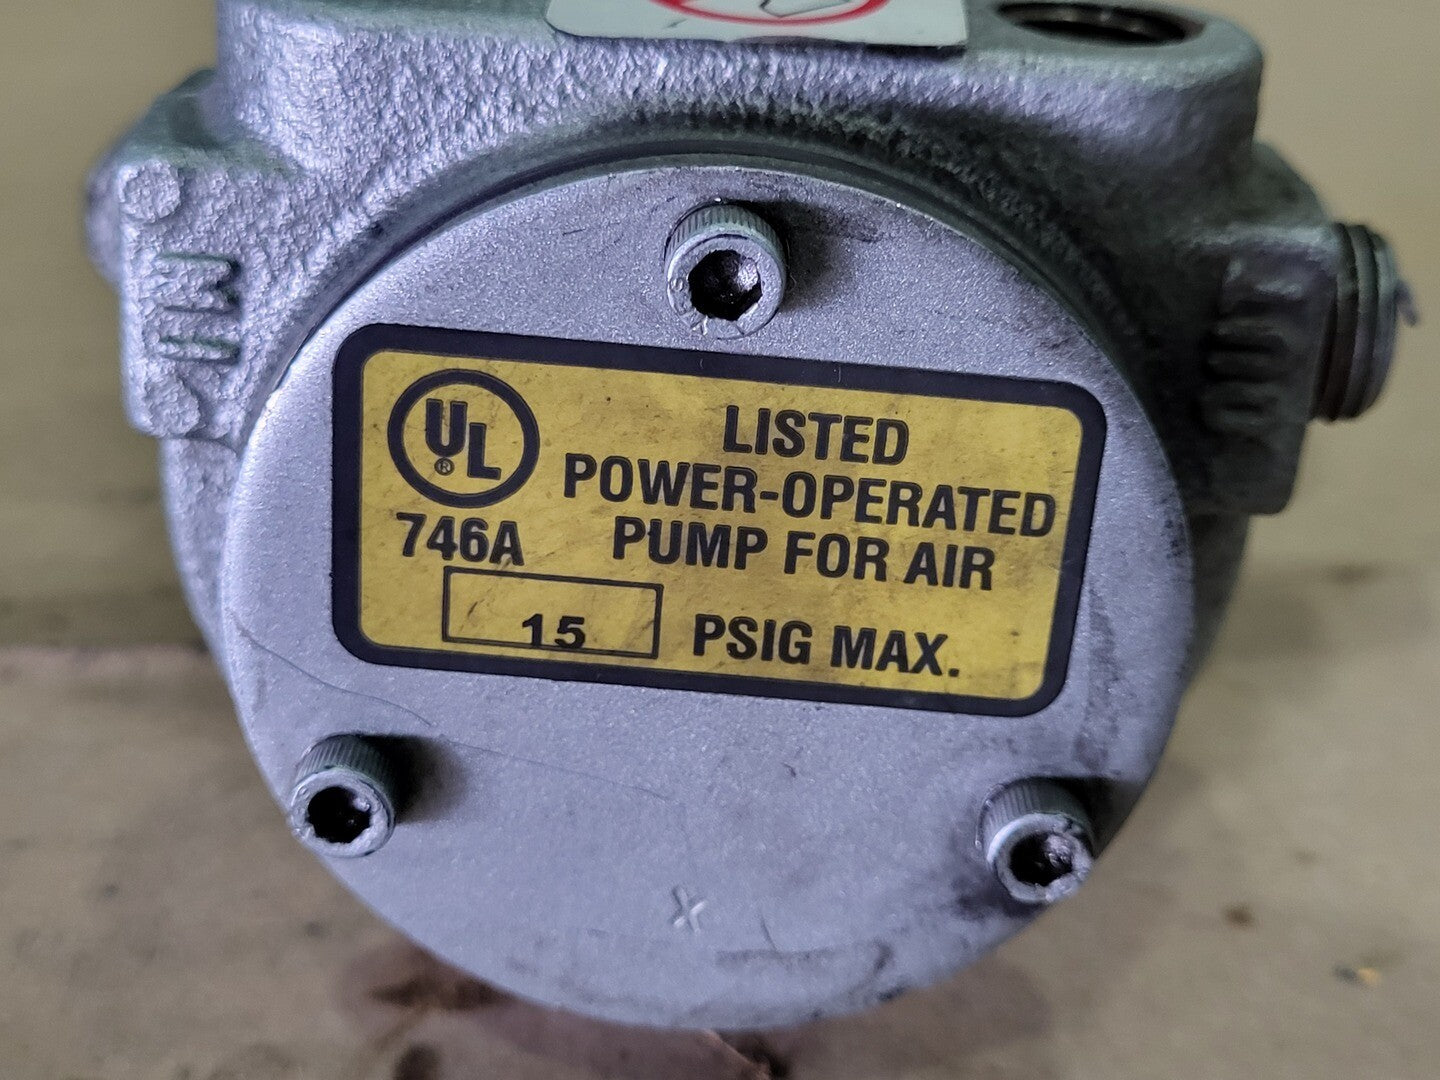 UL®
LISTED
POWER-OPERATED
746A PUMP FOR AIR
15 PSIG MAX.
X